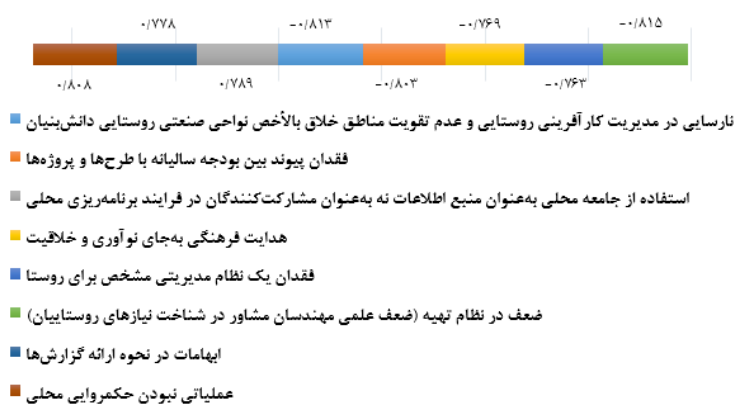 ۰/۷۷۸ -۰/۸۱۳ -۰/۷۶۹ -۰/۸۱۵
۰/۸۰۸ ۰/۷۸۹ -۰/۸۰۳ -۰/۷۶۳
نارسایی در مدیریت کارآفرینی روستایی و عدم تقویت مناطق خلاق بالأخص نواحی صنعتی روستایی دانش‌بنیان
فقدان پیوند بین بودجه سالیانه با طرح‌ها و پروژه‌ها
استفاده از جامعه محلی به‌عنوان منبع اطلاعات نه به‌عنوان مشارکت‌کنندگان در فرایند برنامه‌ریزی محلی
هدایت فرهنگی به‌جای نوآوری و خلاقیت
فقدان یک نظام مدیریتی مشخص برای روستا
ضعف در نظام تهیه (ضعف علمی مهندسان مشاور در شناخت نیازهای روستاییان)
ابهامات در نحوه ارائه گزارش‌ها
عملیاتی نبودن حکمروایی محلی